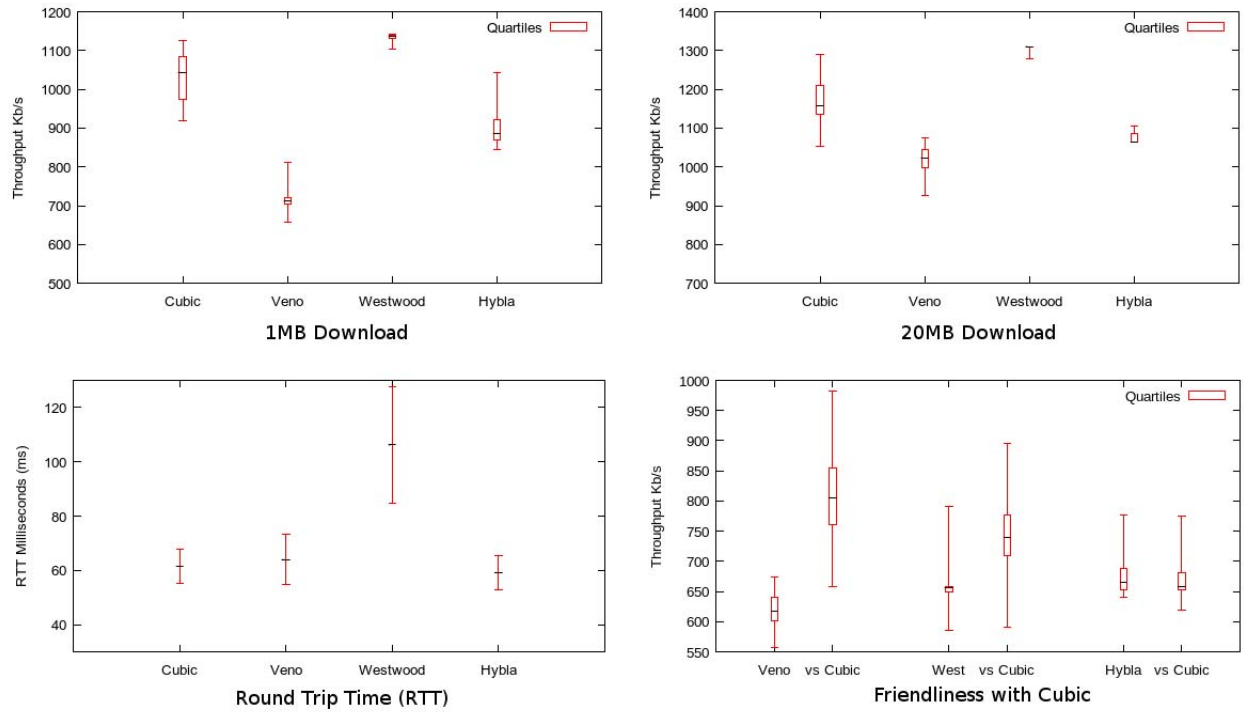 1200
1100
1000
900
800
700
600
500
Throughput Kb/s
Quartiles
Cubic Veno Westwood Hybla
1MB Download
1400
1300
1200
1100
1000
900
800
700
Throughput Kb/s
Quartiles
Cubic Veno Westwood Hybla
20MB Download
120
100
80
60
40
RTT Milliseconds (ms)
Cubic Veno Westwood Hybla
Round Trip Time (RTT)
1000
950
900
850
800
750
700
650
600
550
Throughput Kb/s
Quartiles
Veno vs Cubic West vs Cubic Hybla vs Cubic
Friendliness with Cubic